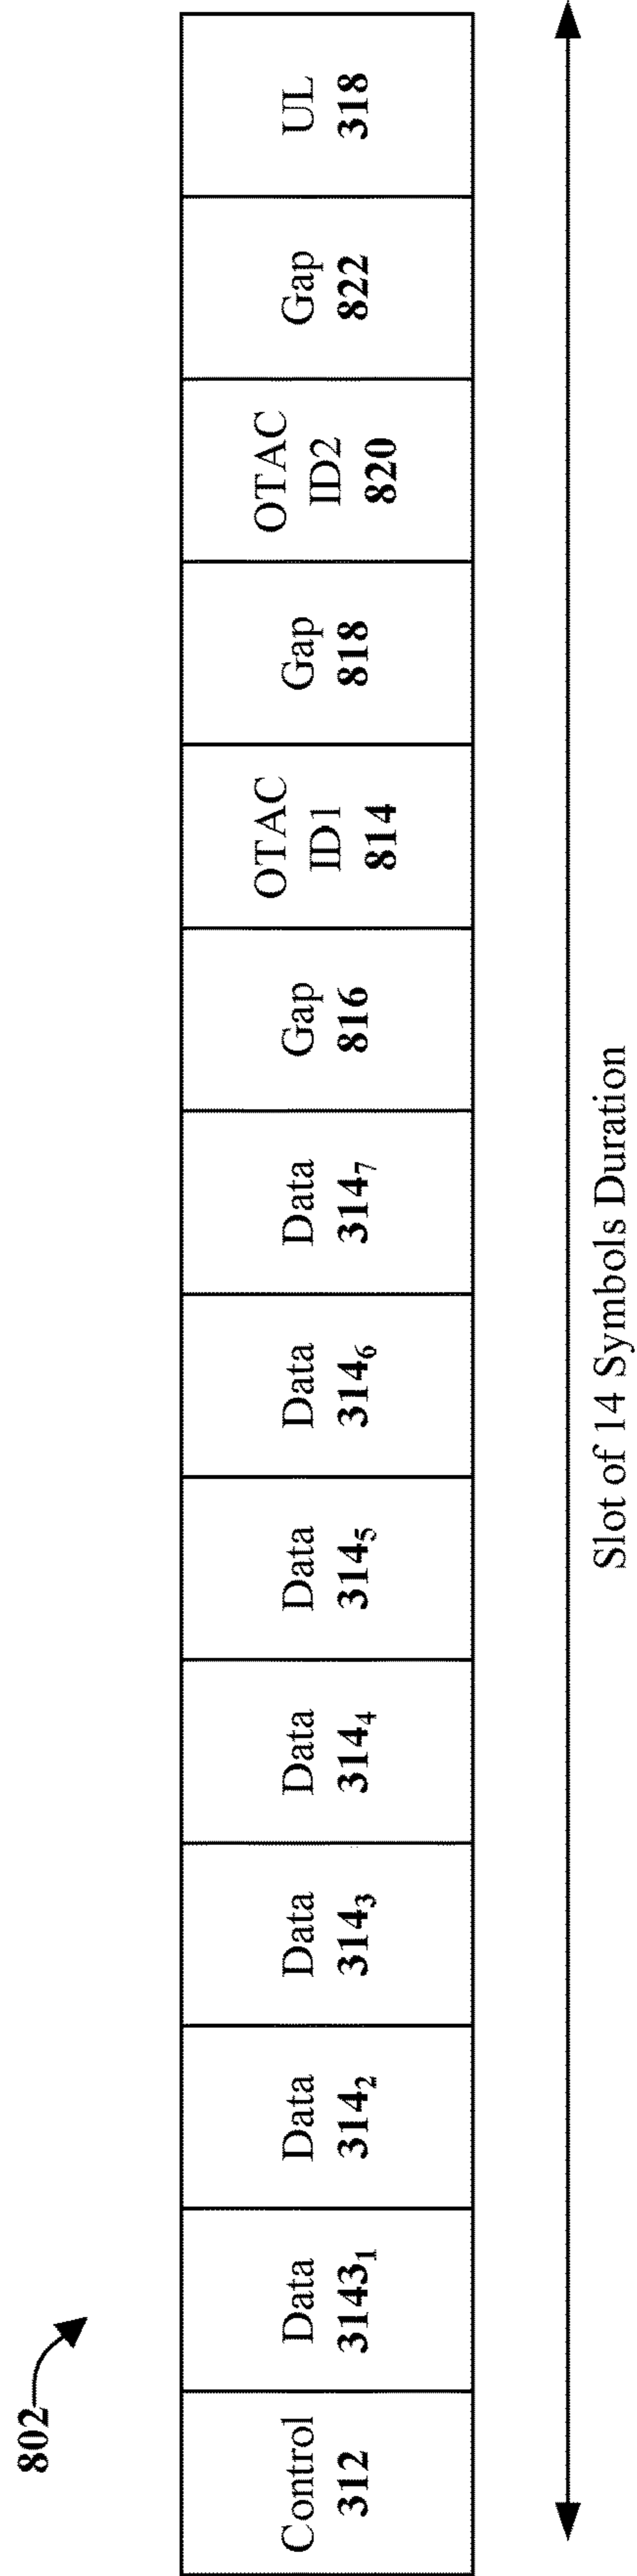 802
Control
312
Data
3143₁
Data
314₂
Data
314₃
Data
314₄
Data
314₅
Data
314₆
Data
314₇
Gap
816
OTAC
ID1
814
Gap
818
OTAC
ID2
820
Gap
822
UL
318
Slot of 14 Symbols Duration